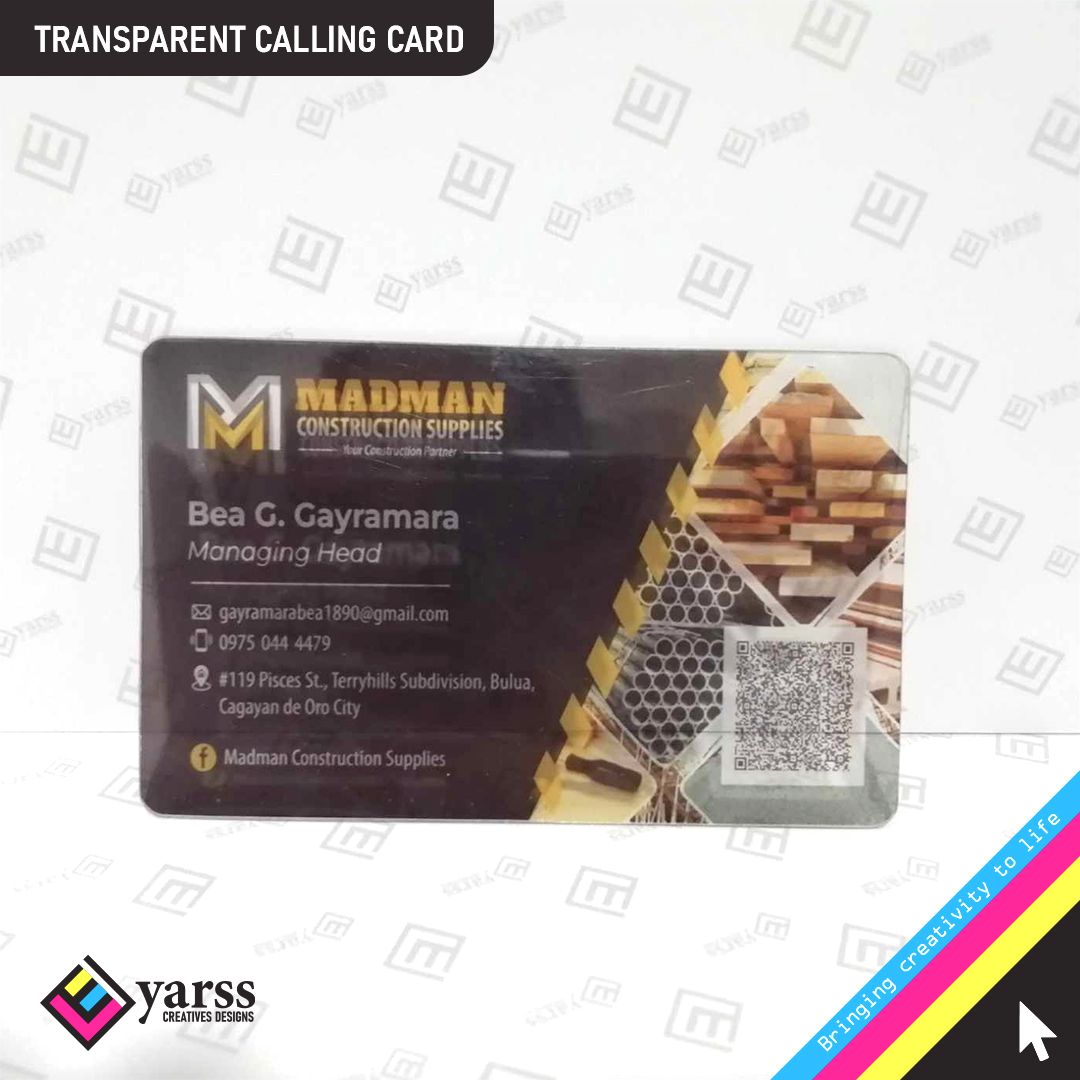 TRANSPARENT CALLING CARD
MADMAN
CONSTRUCTION SUPPLIES
Your Construction Partner
Bea G. Gayramara
Managing Head
gayramarabea1890@gmail.com
0975 044 4479
#119 Pisces St., Terryhills Subdivision, Bulua,
Cagayan de Oro City
Madman Construction Supplies
yarss
CREATIVES DESIGNS
Bringing creativity to life